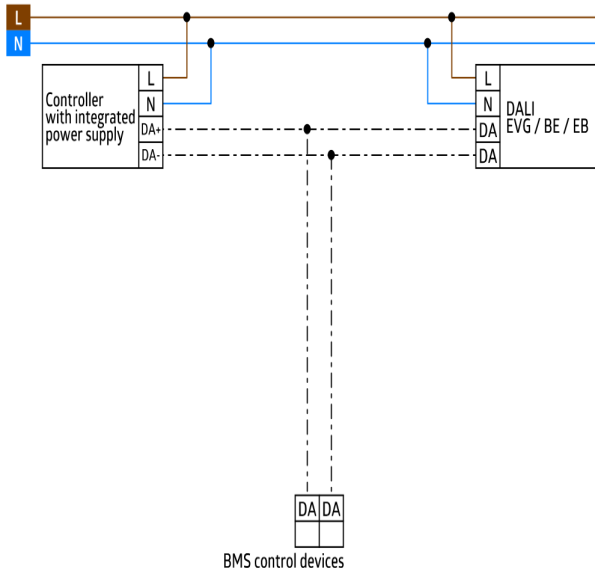 L
N
Controller
with integrated
power supply
L
N
DA+
DA-
L
N
DA
DA
DALI
EVG / BE / EB
DA DA
BMS control devices